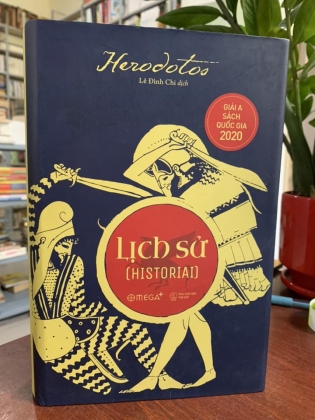 Herodotos
Lê Đình Chi dịch
GIẢI A
SÁCH
QUỐC GIA
2020
Lịch sử
(HISTORIAI)
OMEGA+